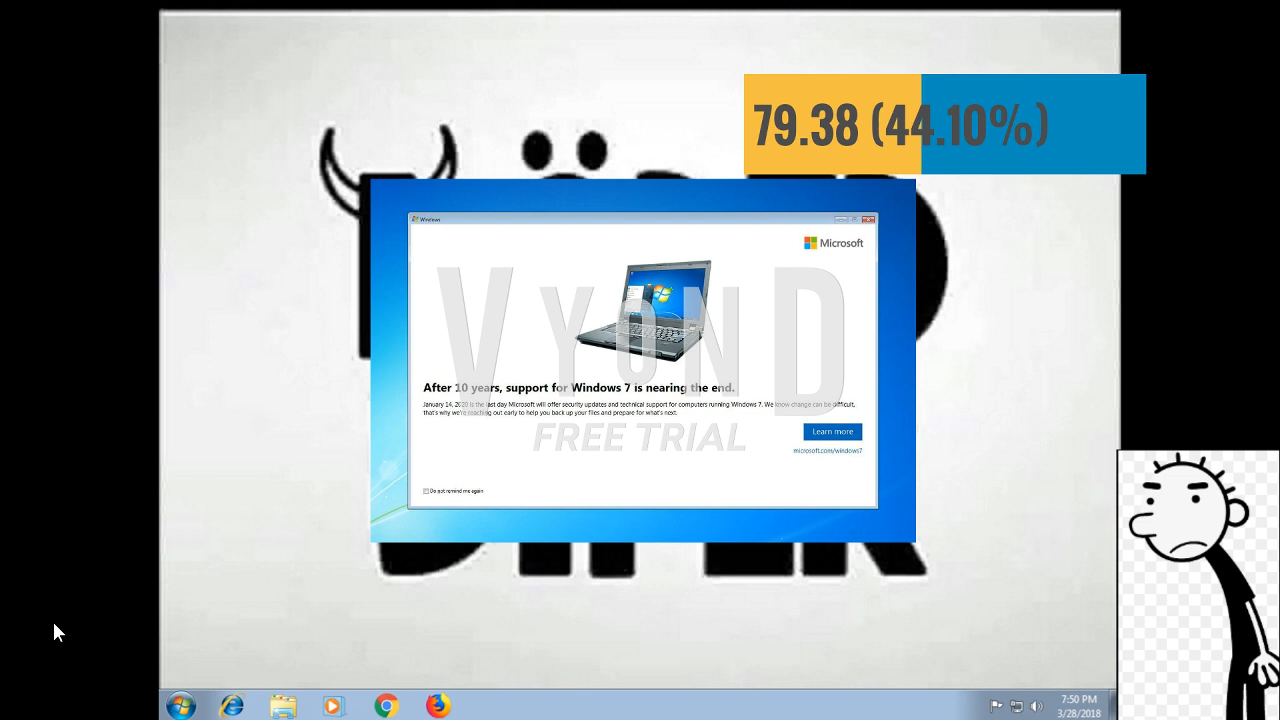 79.38 (44.10%)
Windows
Microsoft
VYOND
After 10 years, support for Windows 7 is nearing the end.
January 14, 2020 is the last day Microsoft will offer security updates and technical support for computers running Windows 7. We know change can be difficult,
that's why we're reaching out early to help you back up your files and prepare for what's next.
FREE TRIAL
Learn more
microsoft.com/windows7
Do not remind me again
7:50 PM
3/28/2018